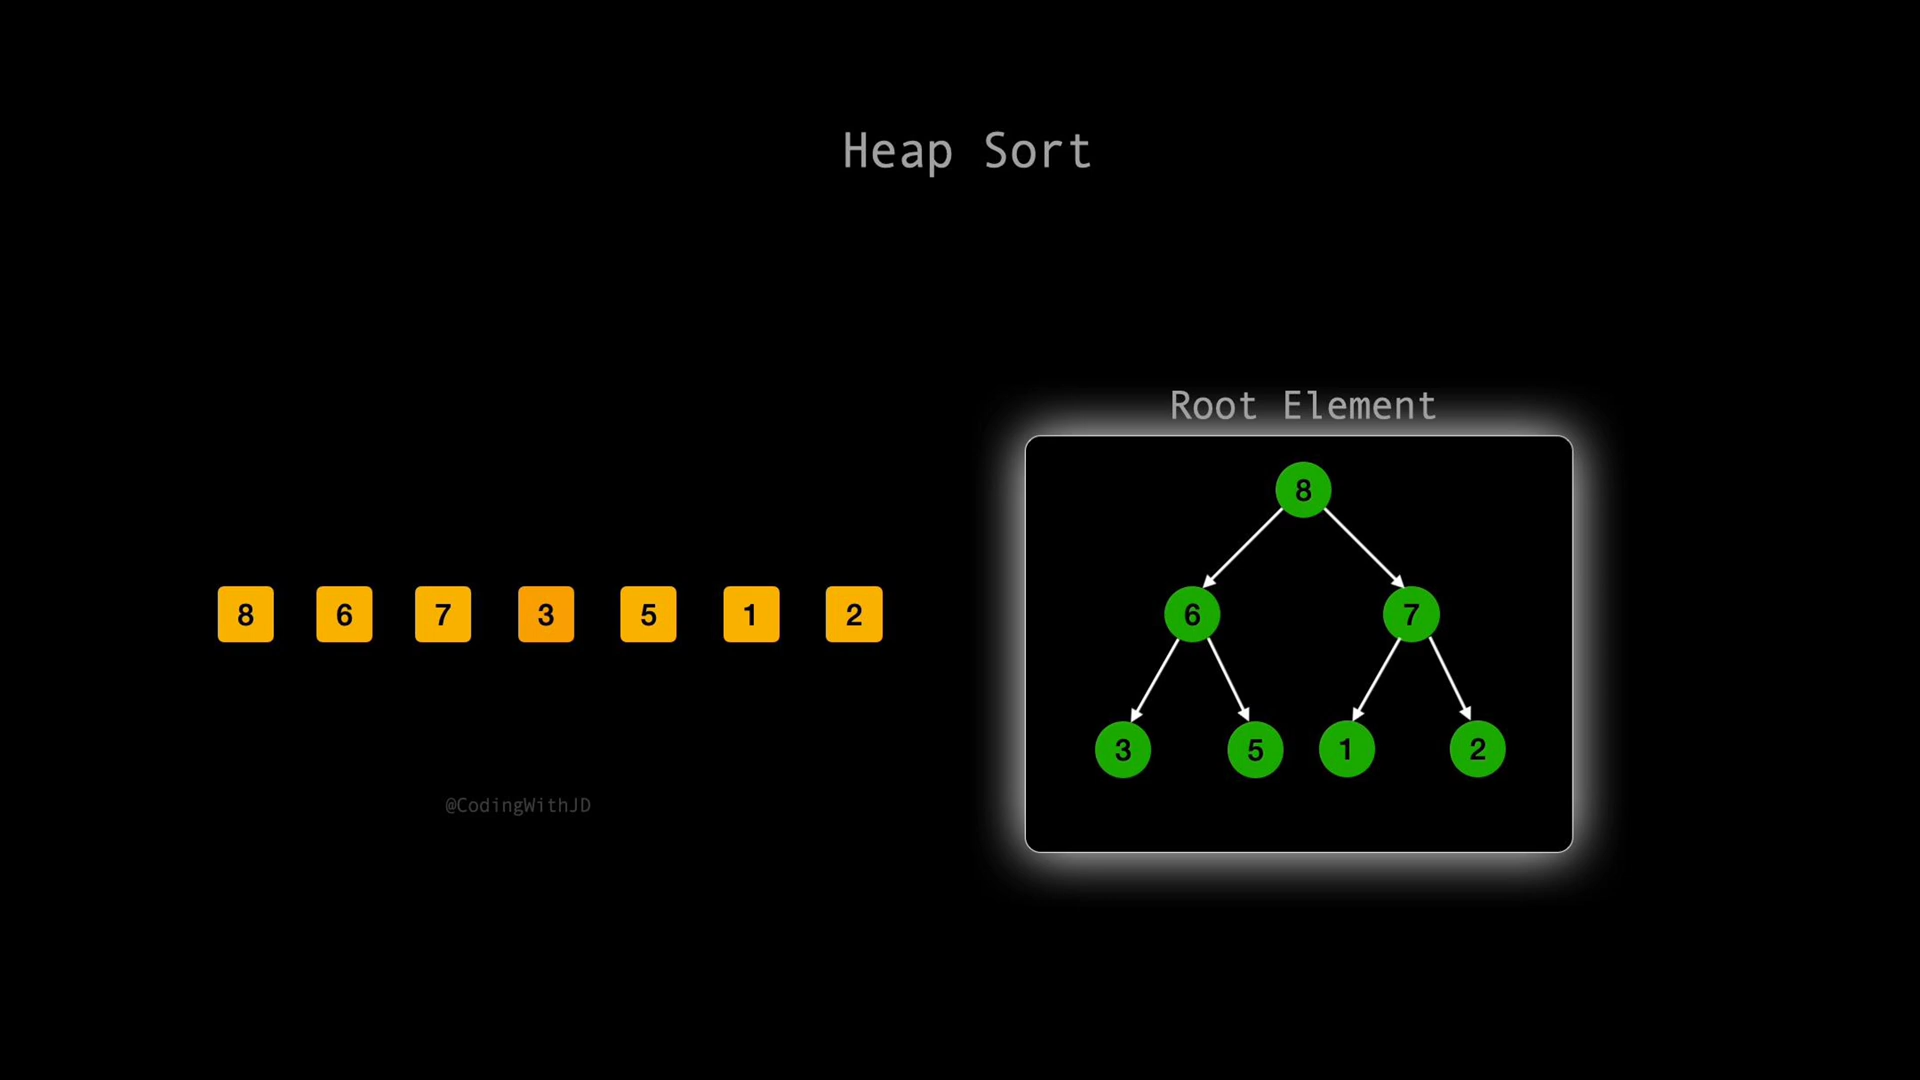 Heap Sort
Root Element
8
6 7
8 6 7 3 5 1 2
3 5 1 2
@CodingWithJD